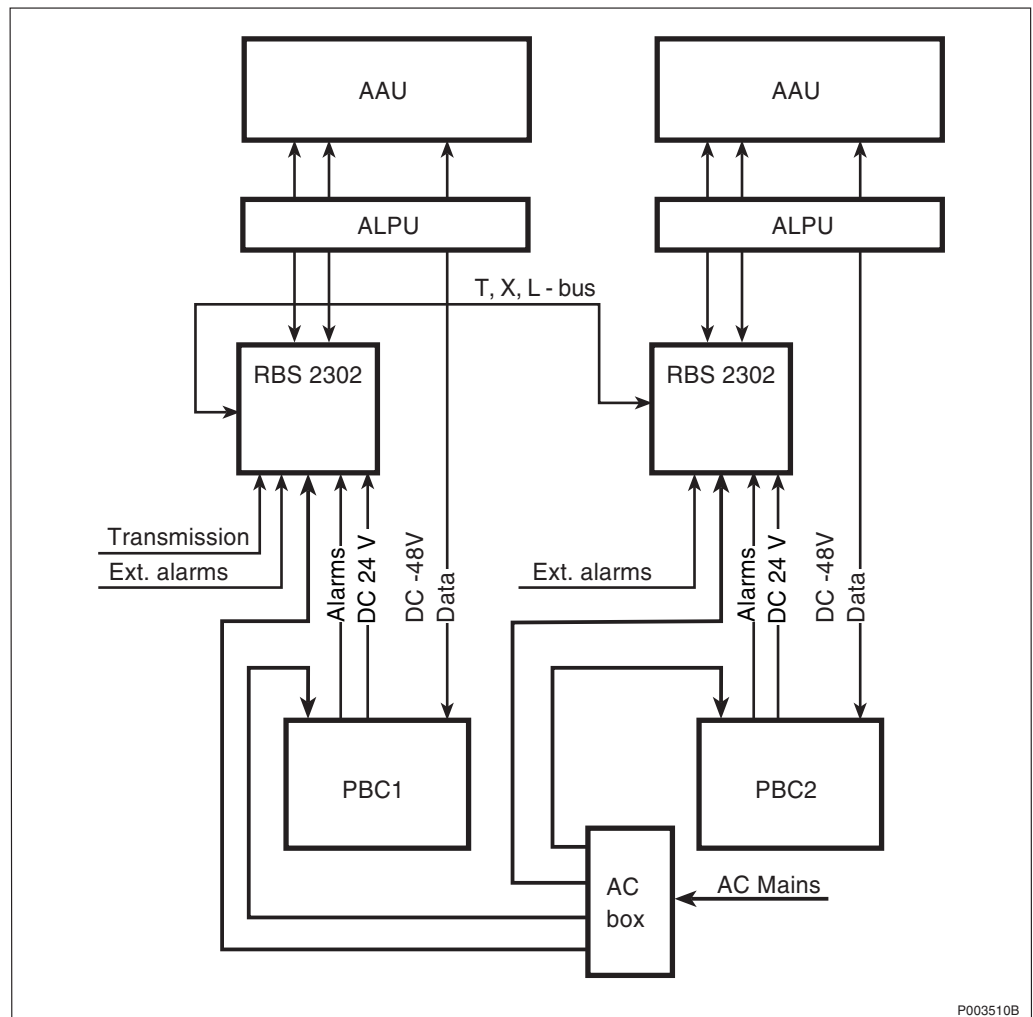 AAU
AAU
ALPU
ALPU
T, X, L - bus
RBS 2302
RBS 2302
Transmission
Ext. alarms
Alarms
DC 24 V
DC -48V
Data
Ext. alarms
Alarms
DC 24 V
DC -48V
Data
PBC1
PBC2
AC
box
AC Mains
P003510B